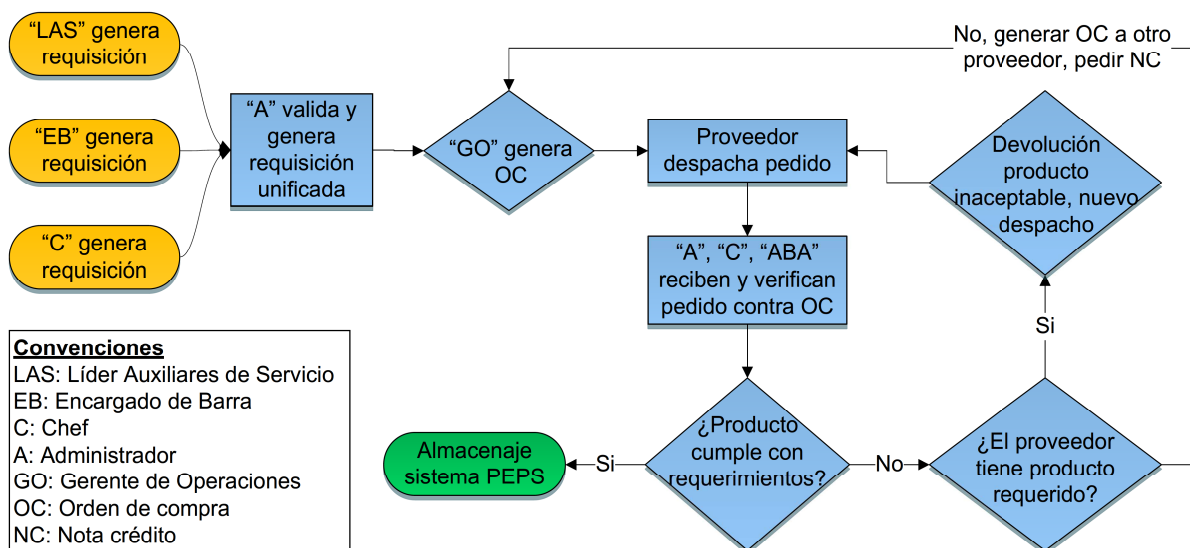 “LAS” genera
requisición
“EB” genera
requisición
“C” genera
requisición
“A” valida y
genera
requisición
unificada
“GO” genera
OC
Proveedor
despacha pedido
No, generar OC a otro
proveedor, pedir NC
Devolución
producto
inaceptable, nuevo
despacho
“A”, “C”, “ABA”
reciben y verifican
pedido contra OC
Si
¿Producto
cumple con
requerimientos?
No
¿El proveedor
tiene producto
requerido?
Si
Almacenaje
sistema PEPS
Convenciones
LAS: Líder Auxiliares de Servicio
EB: Encargado de Barra
C: Chef
A: Administrador
GO: Gerente de Operaciones
OC: Orden de compra
NC: Nota crédito